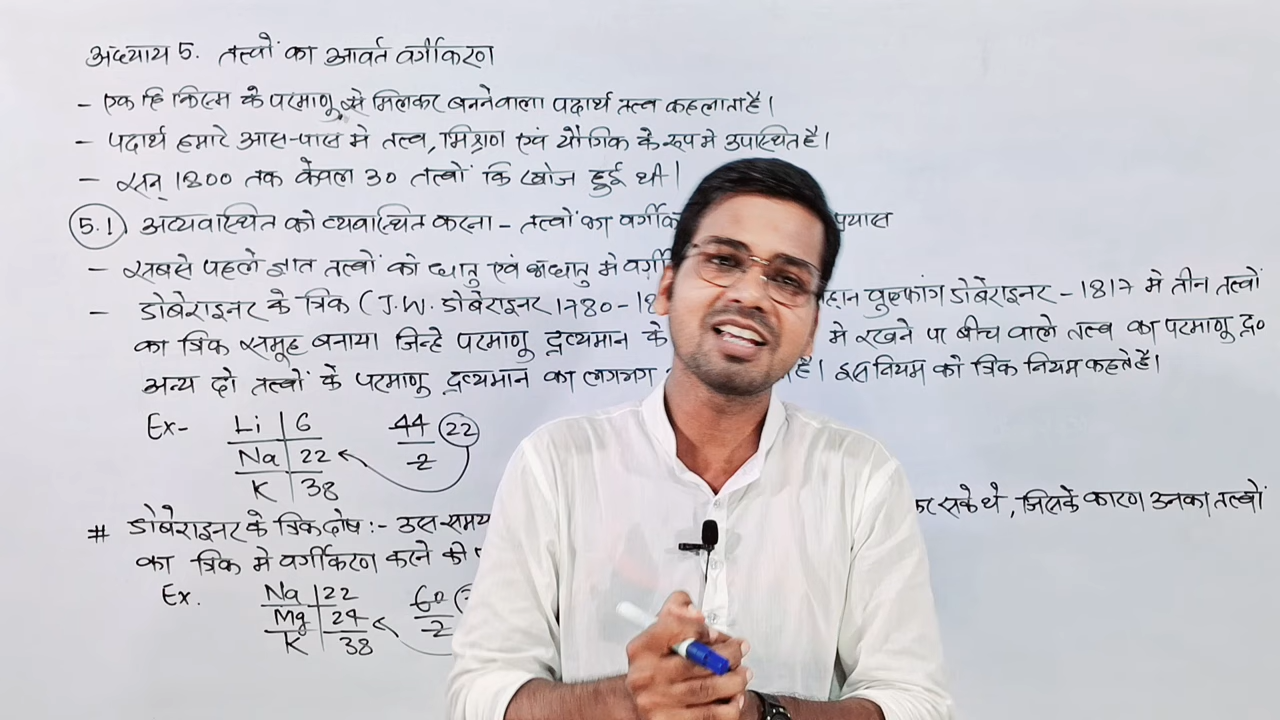 अध्याय 5. तत्त्वों का आवर्त वर्गीकरण
- एक हि किस्म के परमाणु से मिलकर बनने वाला पदार्थ तत्त्व कहलाता है।
- पदार्थ हमारे आस-पास मे तत्त्व, मिश्रण एवं यौगिक के रूप मे उपास्थित है।
- सन् 1800 तक केवल 30 तत्त्वों कि खोज हुई थी।
5.1 अव्यवास्थित को व्यवास्थित करना - तत्त्वों का वर्गीक प्रयास
- सबसे पहले ज्ञात तत्त्वों को धातु एवं अधातु मे वर्गी
- डोबेराइनर के त्रिक (J.W. डोबेराइनर 1780-18 हान वुल्फांग डोबेराइनर - 1817 मे तीन तत्त्वों
का त्रिक समूह बनाया जिन्हे परमाणु द्रव्यमान के मे रखने पा बीच वाले तत्त्व का परमाणु द्र०
अन्य दो तत्त्वों के परमाणु द्रव्यमान का लगभग है। इस नियम को त्रिक नियम कहते है।
Ex- Li 6 44 22
Na 22 2
K 38
# डोबेराइनर के त्रिक दोष :- उस समय कर सके थे, जिसके कारण उनका तत्त्वों
का त्रिक मे वर्गीकरण करने की
Ex. Na 22 60
Mg 24 2
K 38